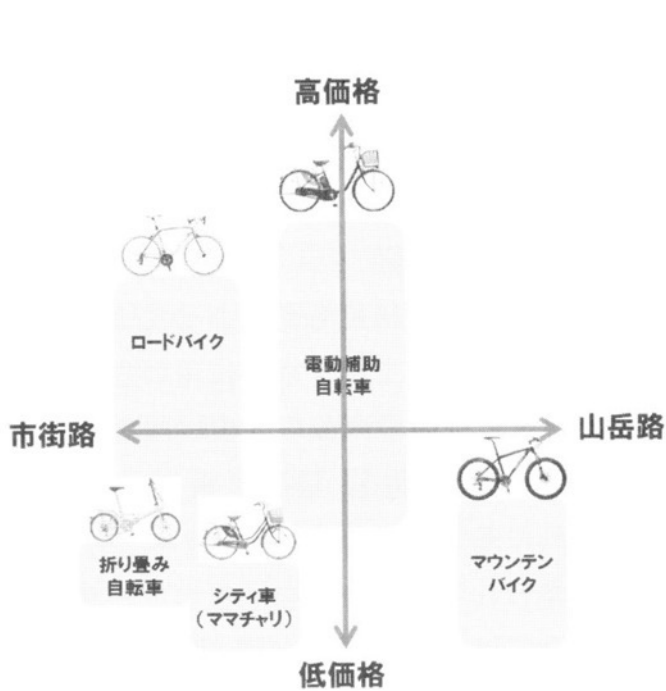 高価格
ロードバイク
電動補助
自転車
市街路
山岳路
折り畳み
自転車
シティ車
(ママチャリ)
マウンテン
バイク
低価格